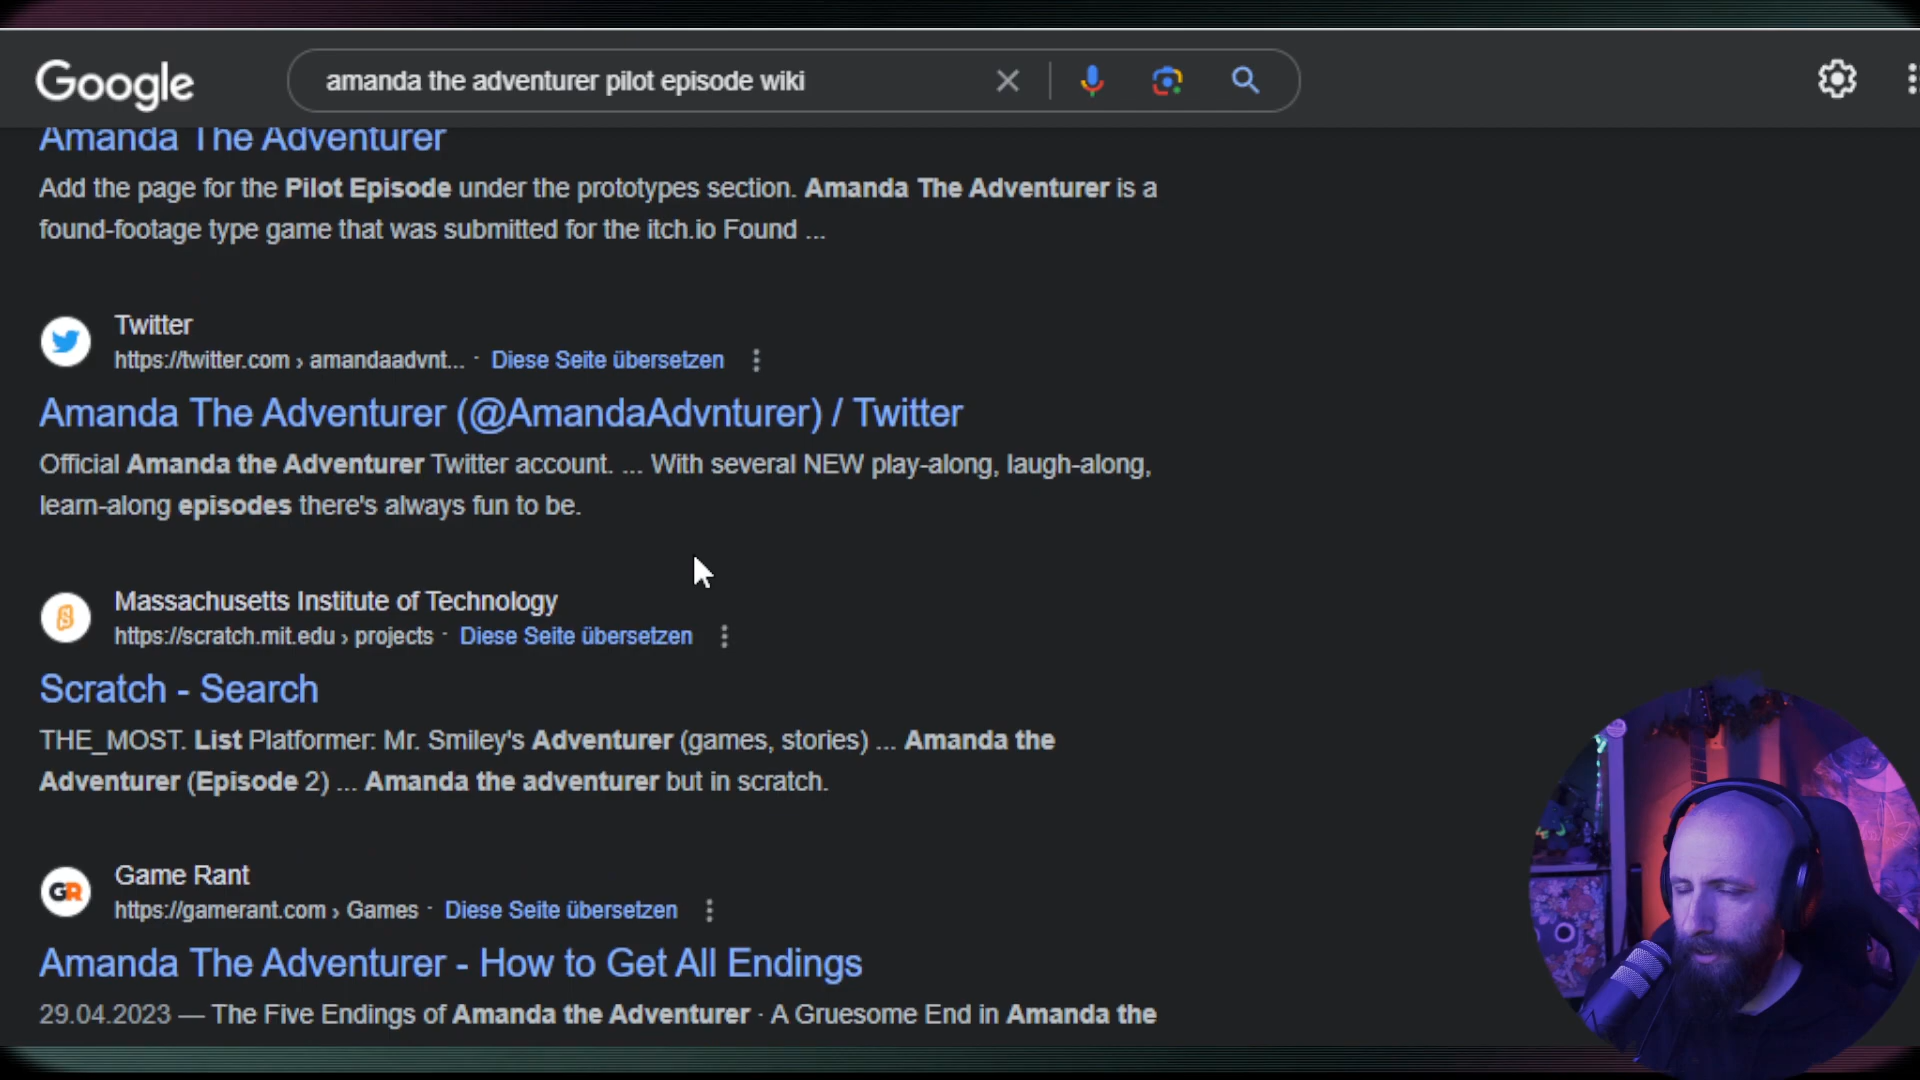 Google
amanda the adventurer pilot episode wiki
Amanda The Adventurer
Add the page for the Pilot Episode under the prototypes section. Amanda The Adventurer is a
found-footage type game that was submitted for the itch.io Found ...
Twitter
https://twitter.com › amandaadvnt... · Diese Seite übersetzen
Amanda The Adventurer (@AmandaAdvnturer) / Twitter
Official Amanda the Adventurer Twitter account. ... With several NEW play-along, laugh-along,
learn-along episodes there's always fun to be.
Massachusetts Institute of Technology
https://scratch.mit.edu › projects · Diese Seite übersetzen
Scratch - Search
THE_MOST. List Platformer: Mr. Smiley's Adventurer (games, stories) ... Amanda the
Adventurer (Episode 2) ... Amanda the adventurer but in scratch.
GR
Game Rant
https://gamerant.com › Games · Diese Seite übersetzen
Amanda The Adventurer - How to Get All Endings
29.04.2023 — The Five Endings of Amanda the Adventurer · A Gruesome End in Amanda the